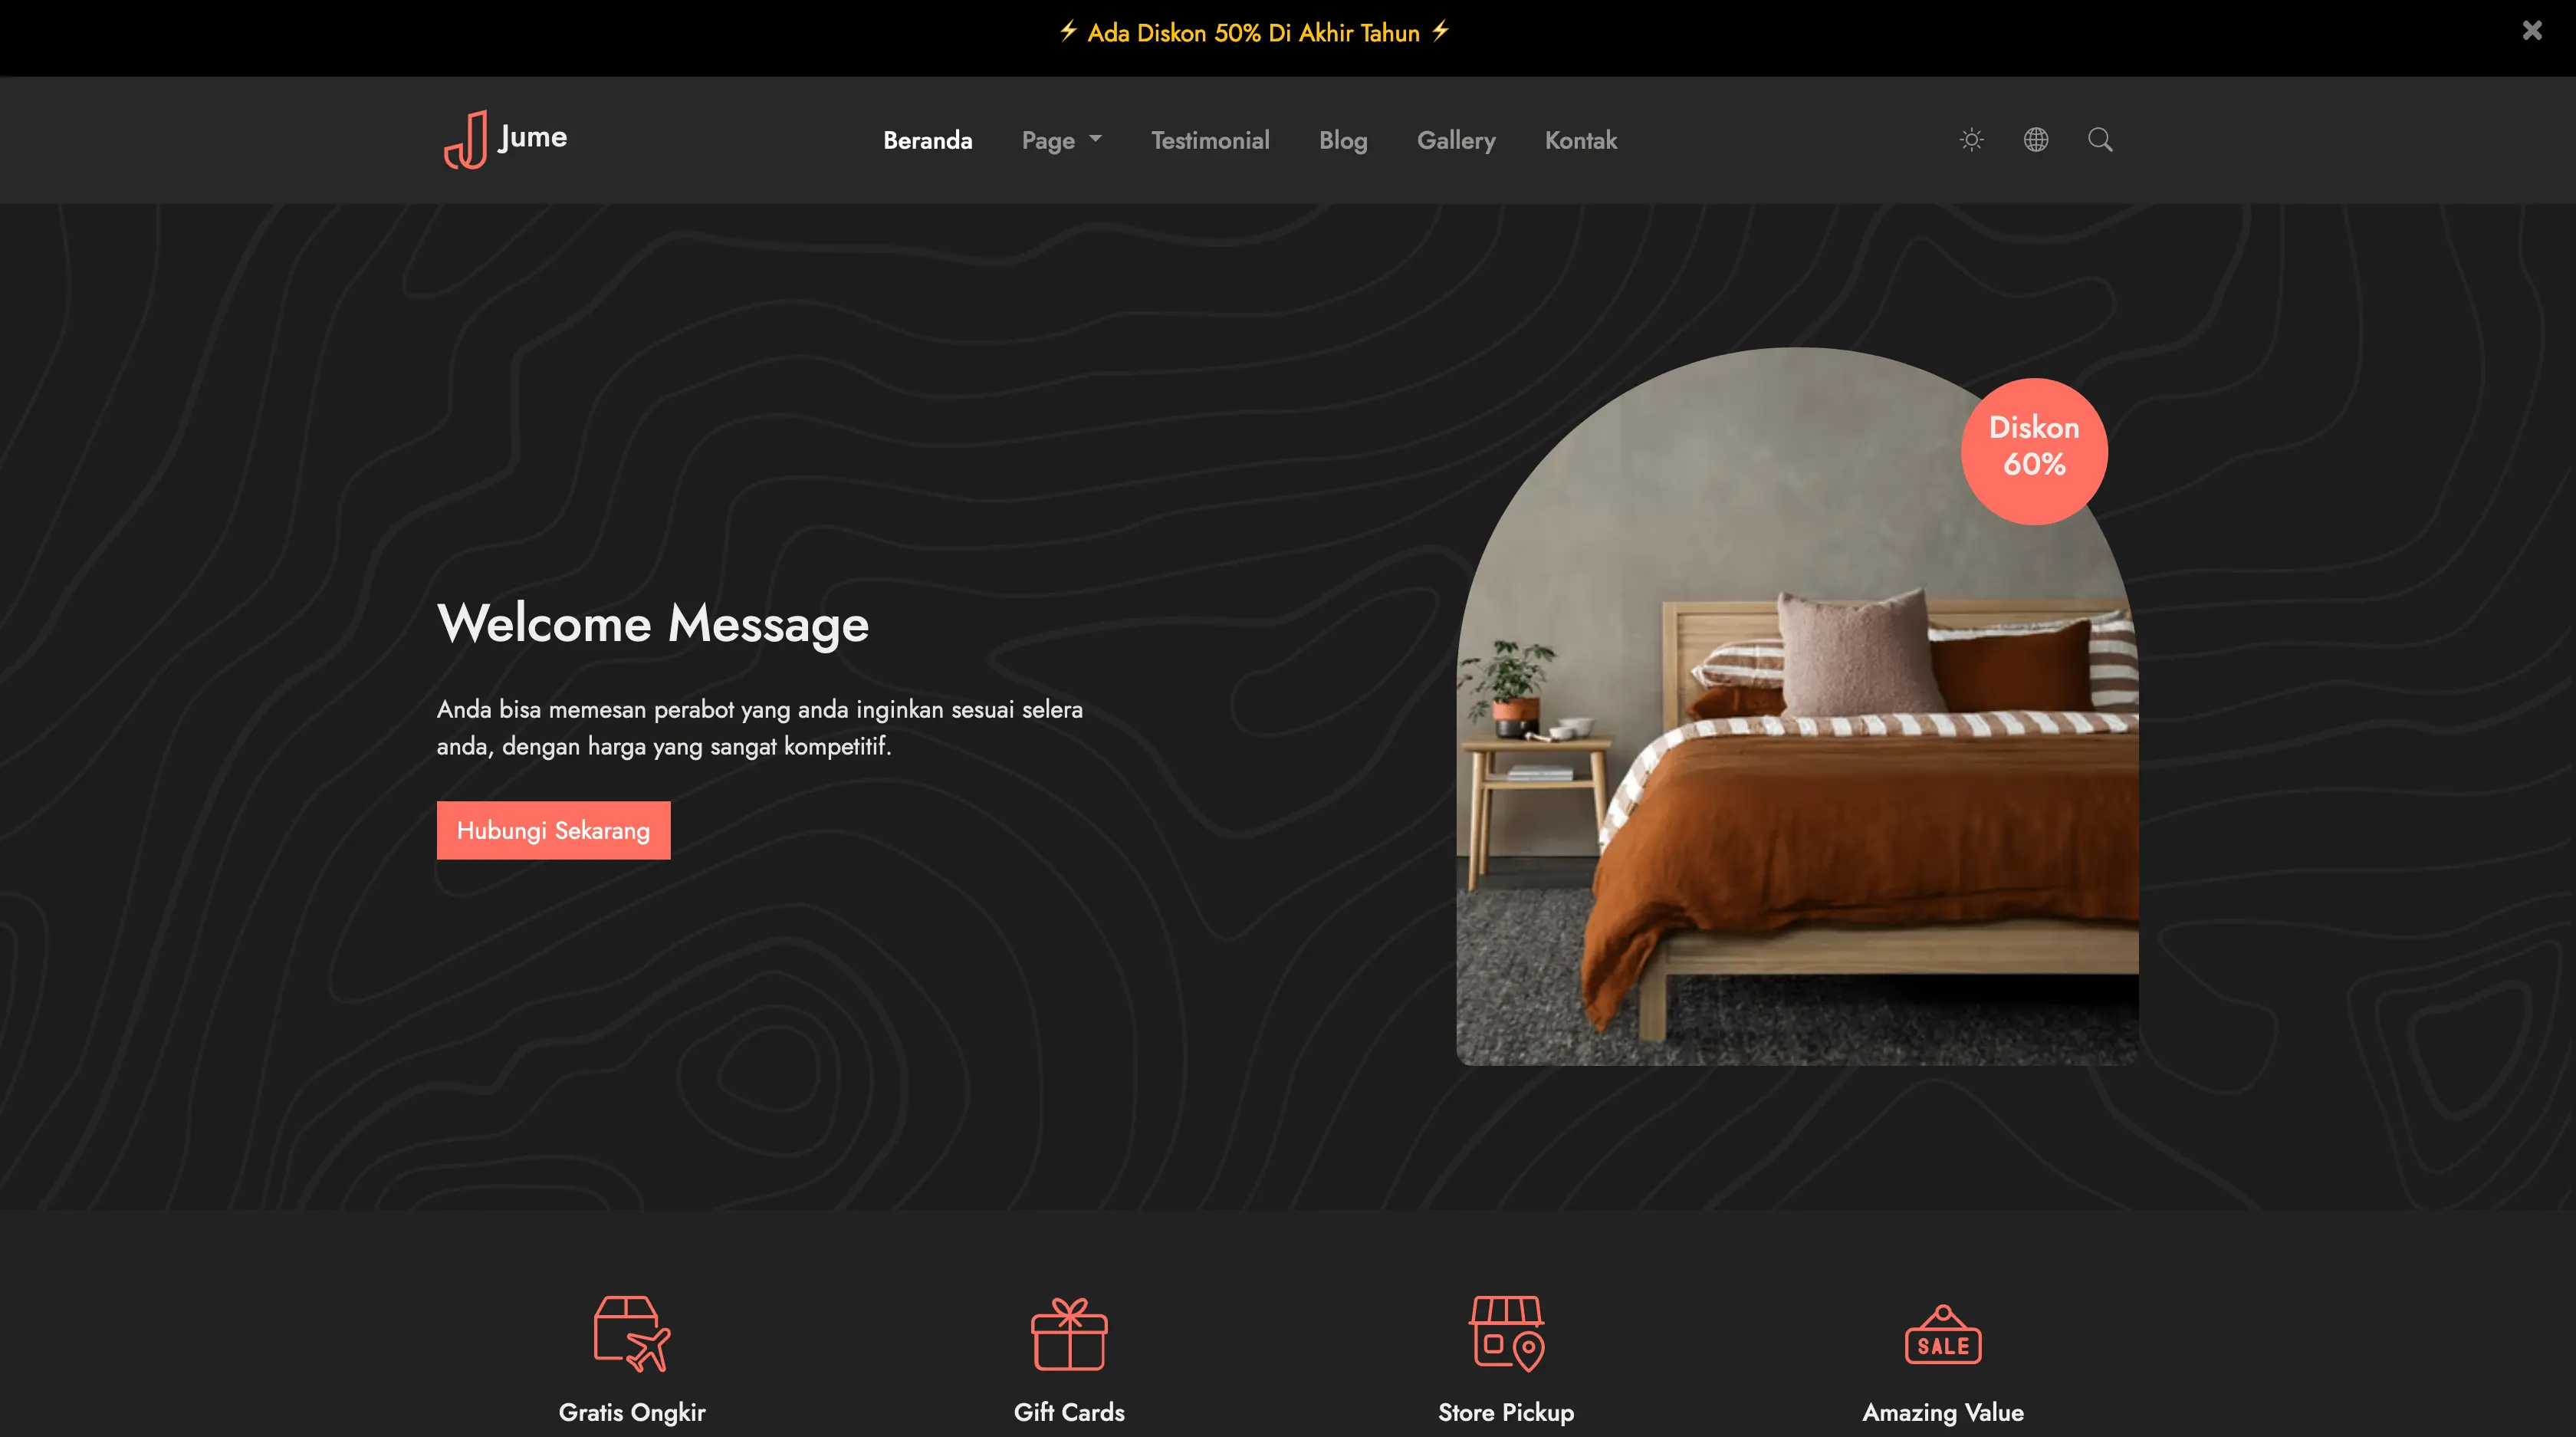 ⚡ Ada Diskon 50% Di Akhir Tahun ⚡
Jume
Beranda
Page
Testimonial
Blog
Gallery
Kontak
Diskon
60%
Welcome Message
Anda bisa memesan perabot yang anda inginkan sesuai selera
anda, dengan harga yang sangat kompetitif.
Hubungi Sekarang
SALE
Gratis Ongkir
Gift Cards
Store Pickup
Amazing Value